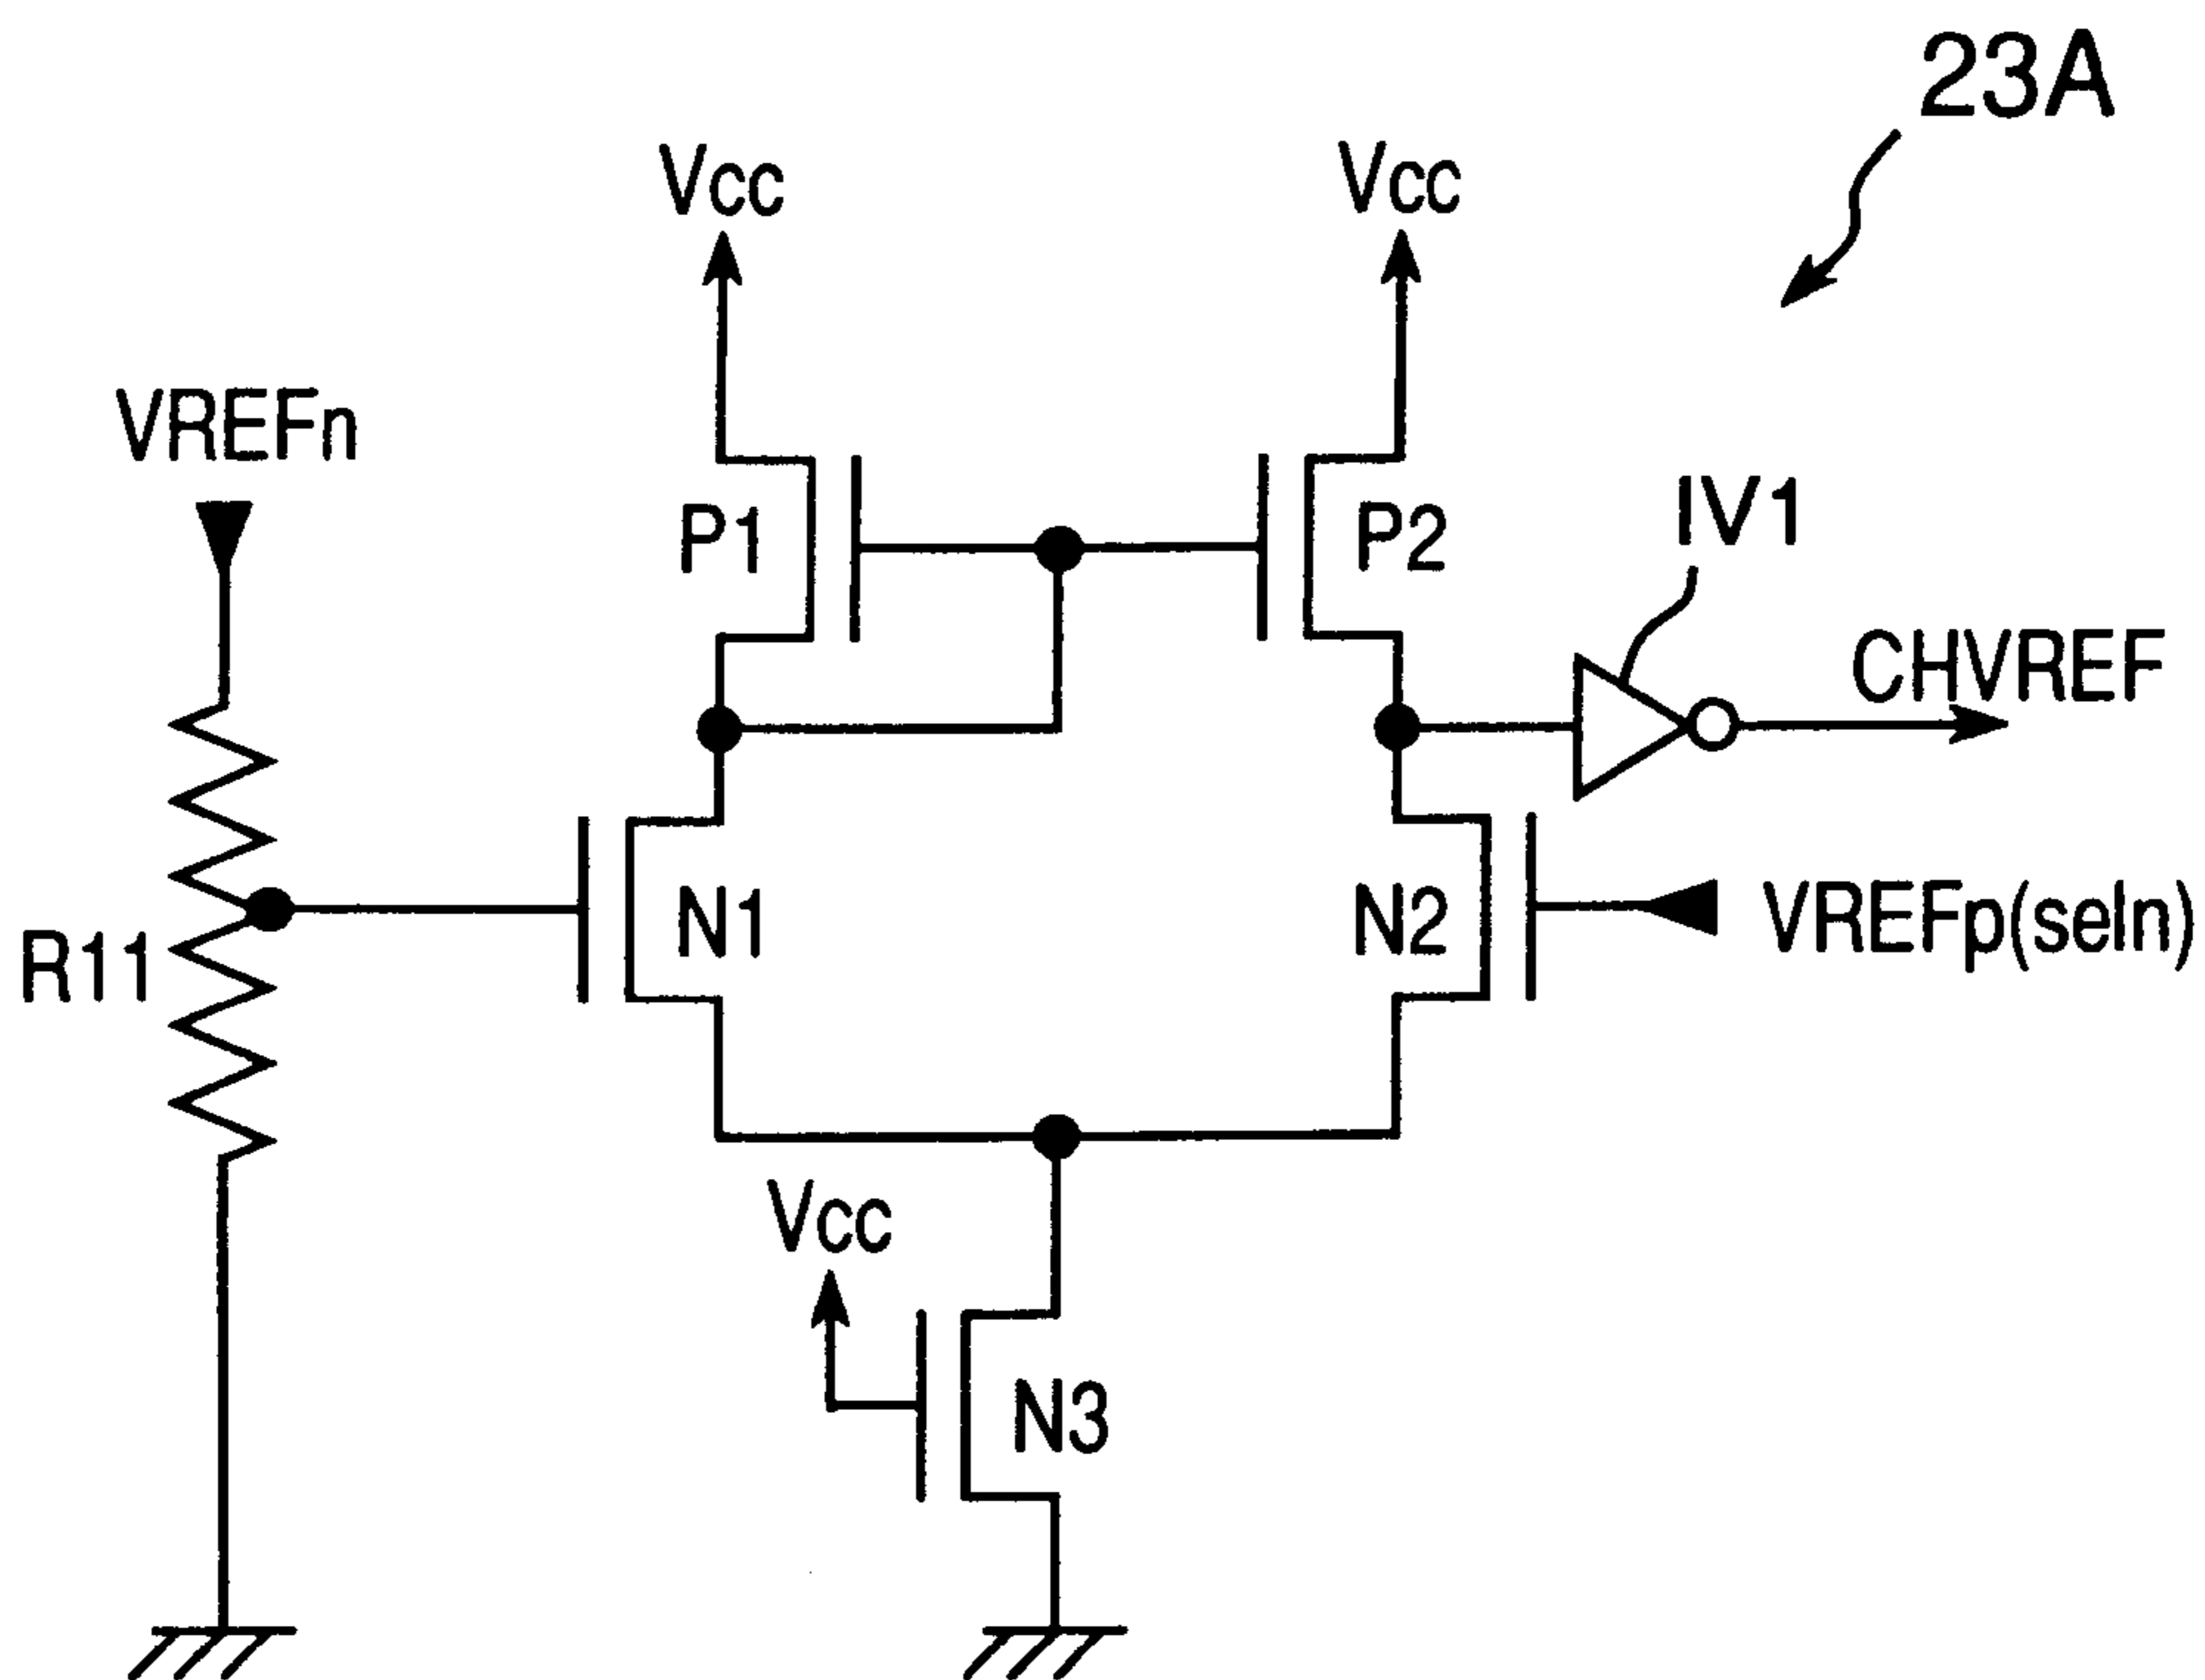 23A
Vcc
Vcc
VREFn
P1
P2
IV1
CHVREF
R11
N1
N2
VREFp(seln)
Vcc
N3